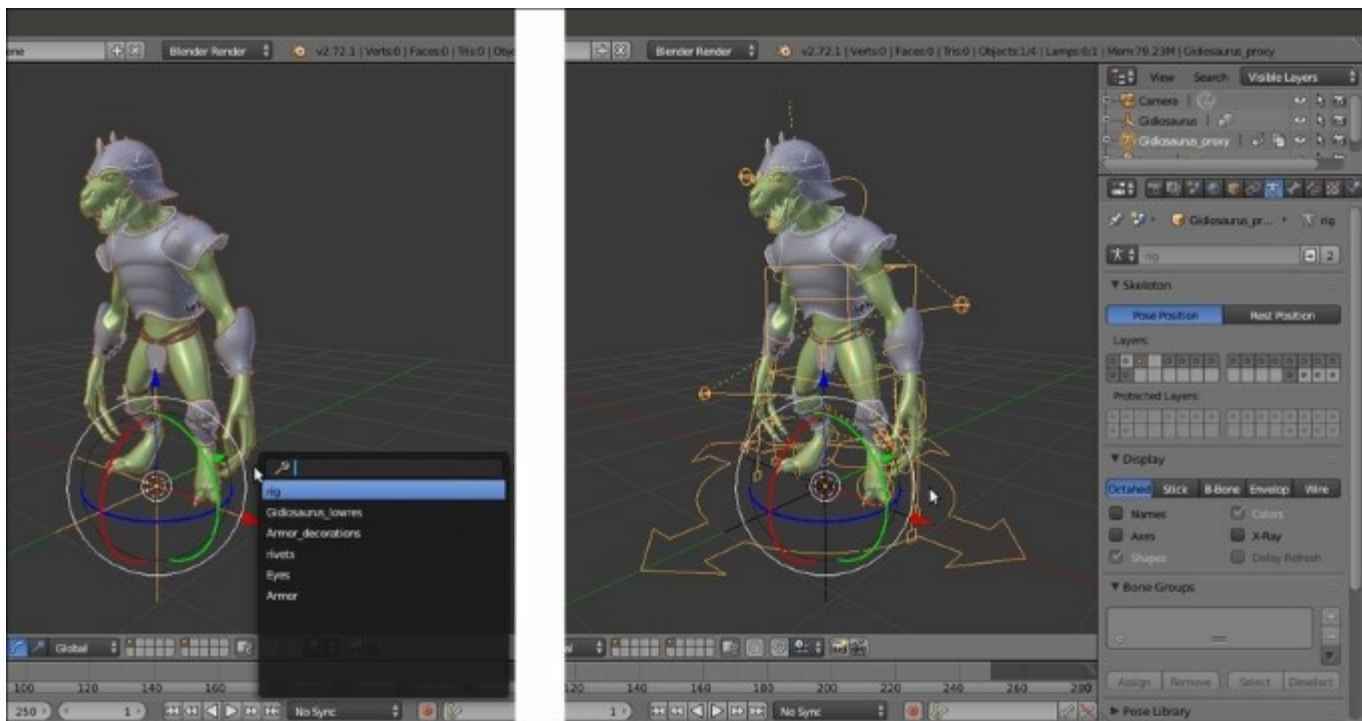 ene
Blender Render
v2.72.1 | Verts:0 | Faces:0 | Tris:0 | Obje
rig
Gidiosaurus_lowres
Armor_decorations
rivets
Eyes
Armor
Global
100 120 140 160
250 1 No Sync
Blender Render
v2.72.1 | Verts:0 | Faces:0 | Tris:0 | Objects:1/4 | Lamps:0/1 | Mem:79.23M | Gidiosaurus_proxy
View Search Visible Layers
Camera
Gidiosaurus
Gidiosaurus_proxy
Gidiosaurus_pr... rig
rig 2
Skeleton
Pose Position Rest Position
Layers:
Protected Layers:
Display
Octahed Stick B-Bone Envelop Wire
Names Colors
Axes X-Ray
Shapes Delay Refresh
Bone Groups
Assign Remove Select Deselect
Pose Library
120 140 160 180 200 220 240 260 280
1 No Sync